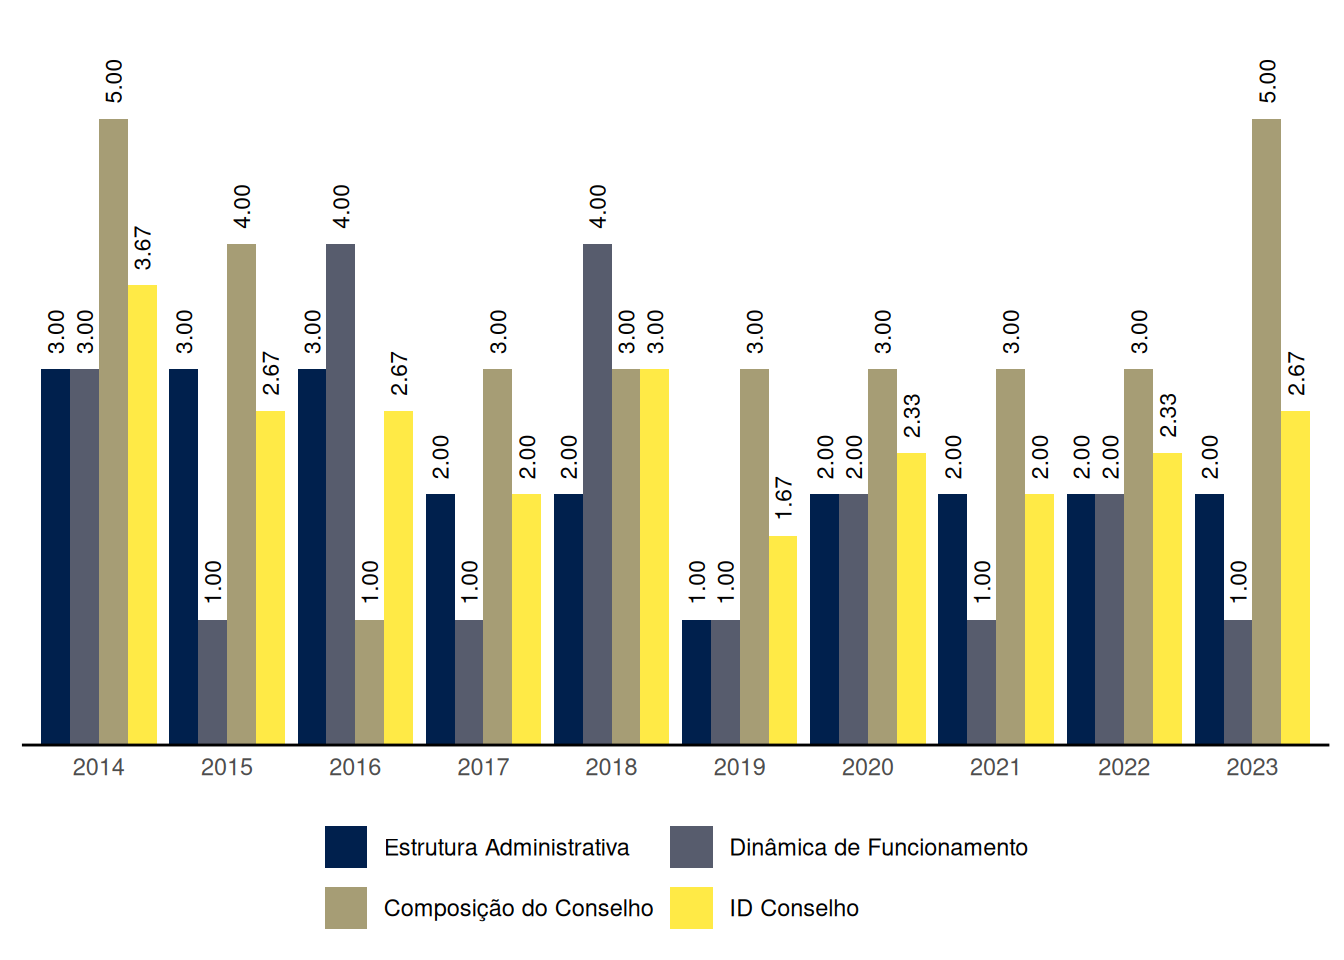 3.00 3.00 5.00 3.67 3.00 1.00 4.00 2.67 3.00 4.00 1.00 2.67 2.00 1.00 3.00 2.00 2.00 4.00 3.00 3.00 1.00 1.00 3.00 1.67 2.00 2.00 3.00 2.33 2.00 1.00 3.00 2.00 2.00 2.00 3.00 2.33 2.00 1.00 5.00 2.67
2014 2015 2016 2017 2018 2019 2020 2021 2022 2023
Estrutura Administrativa Dinâmica de Funcionamento
Composição do Conselho ID Conselho